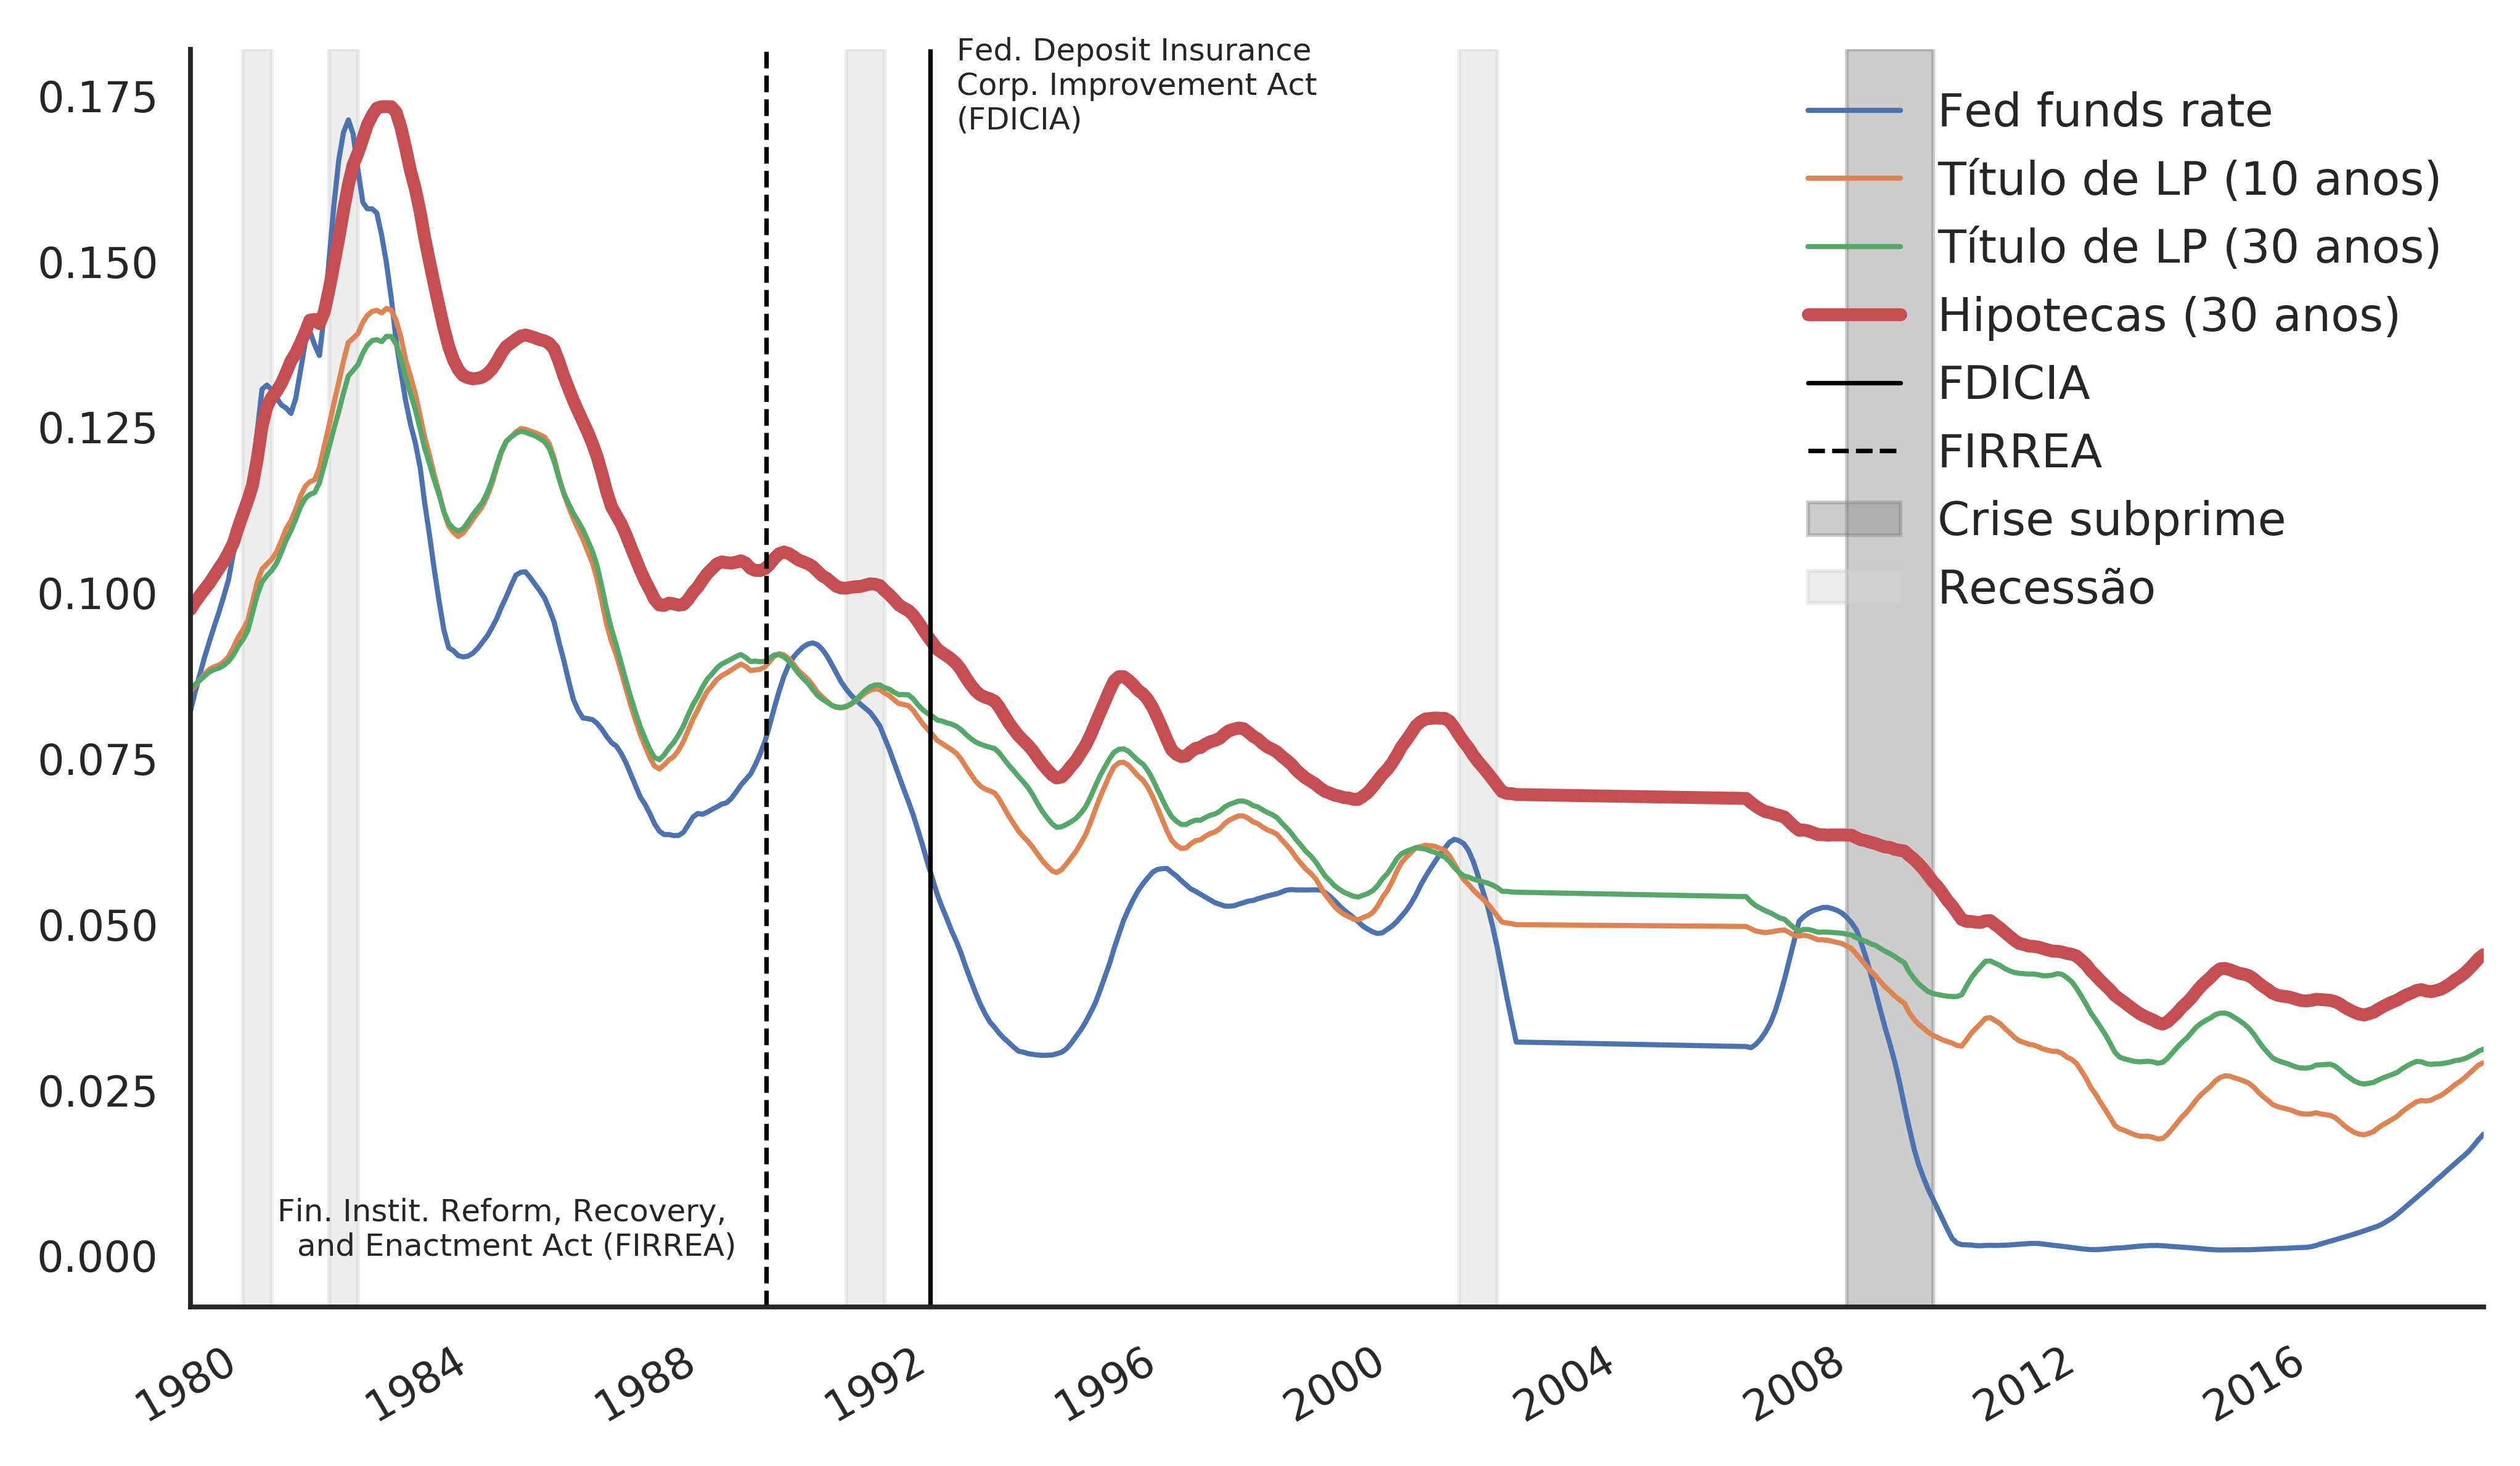 Fed. Deposit Insurance
Corp. Improvement Act
(FDICIA)
0.175
0.150
0.125
0.100
0.075
0.050
0.025
0.000
Fed funds rate
Título de LP (10 anos)
Título de LP (30 anos)
Hipotecas (30 anos)
FDICIA
FIRREA
Crise subprime
Recessão
Fin. Instit. Reform, Recovery,
and Enactment Act (FIRREA)
1980
1984
1988
1992
1996
2000
2004
2008
2012
2016